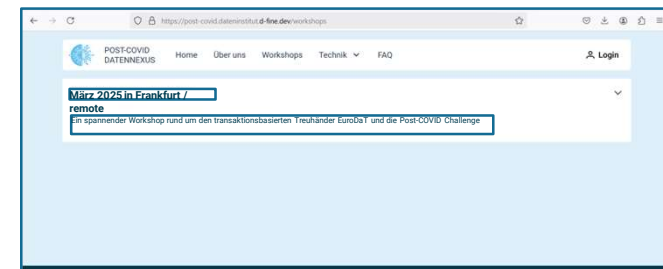 https://post-covid.dateninstitut.d-fine.dev/workshops
POST-COVID
DATENNEXUS
Home Über uns Workshops Technik FAQ
Login
März 2025 in Frankfurt /
remote
Ein spannender Workshop rund um den transaktionsbasierten Treuhänder EuroDaT und die Post-COVID Challenge